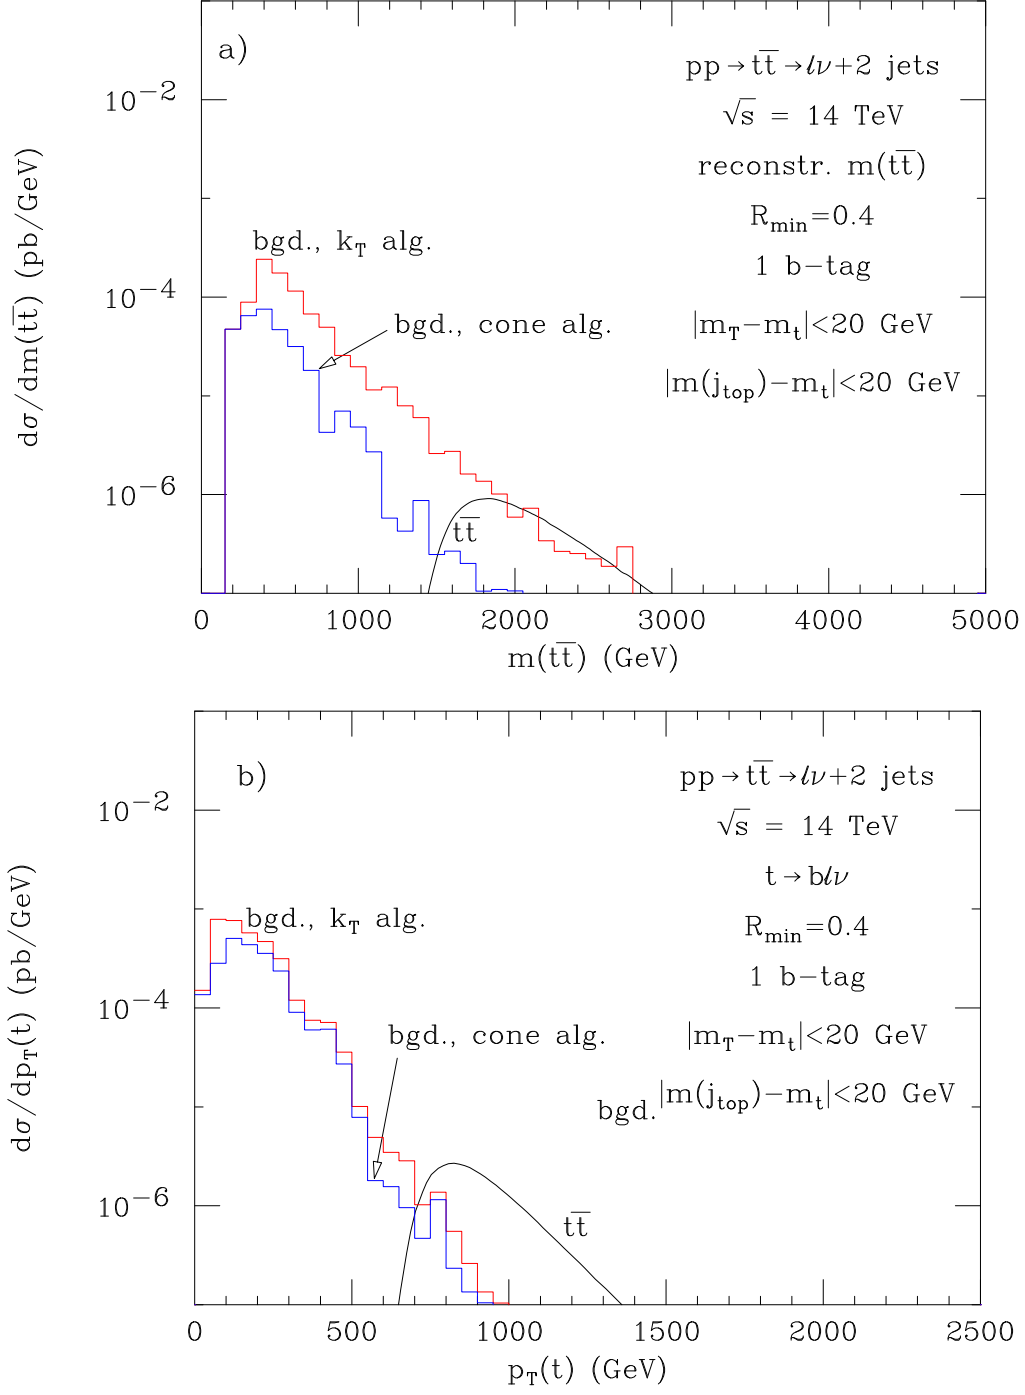 a)
pp→tt̅→lν+2 jets
√s = 14 TeV
reconstr. m(tt̅)
R_min=0.4
1 b−tag
|m_T−m_t|<20 GeV
|m(j_top)−m_t|<20 GeV
bgd., k_T alg.
bgd., cone alg.
tt̅
10^−2
10^−4
10^−6
dσ/dm(tt̅) (pb/GeV)
0 1000 2000 3000 4000 5000
m(tt̅) (GeV)
b)
pp→tt̅→lν+2 jets
√s = 14 TeV
t→blν
R_min=0.4
1 b−tag
|m_T−m_t|<20 GeV
|m(j_top)−m_t|<20 GeV
bgd., k_T alg.
bgd., cone alg.
bgd.
tt̅
10^−2
10^−4
10^−6
dσ/dp_T(t) (pb/GeV)
0 500 1000 1500 2000 2500
p_T(t) (GeV)